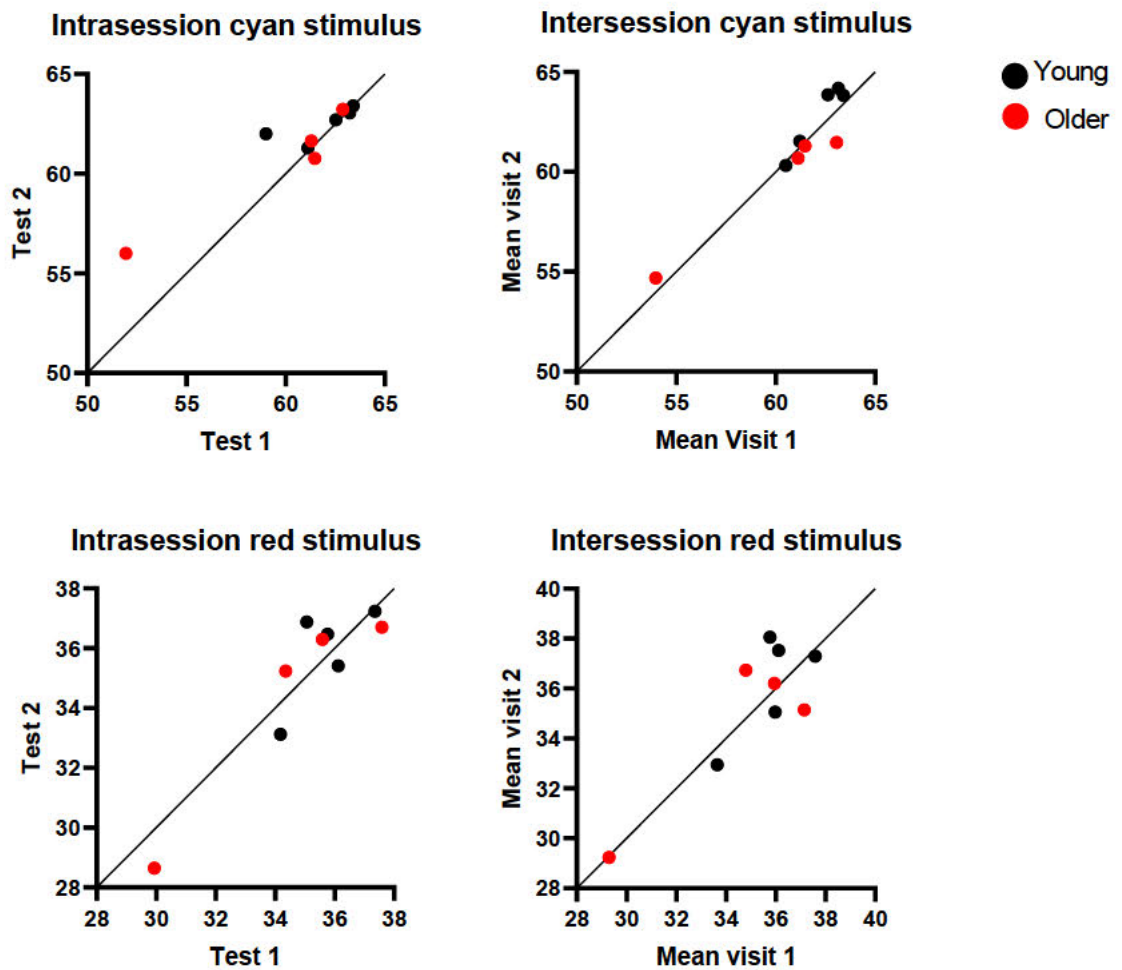 Intrasession cyan stimulus
65
60
55
50
50 55 60 65
Test 2
Test 1
Intersession cyan stimulus
65
60
55
50
50 55 60 65
Mean visit 2
Mean Visit 1
Young
Older
Intrasession red stimulus
38
36
34
32
30
28
28 30 32 34 36 38
Test 2
Test 1
Intersession red stimulus
40
38
36
34
32
30
28
28 30 32 34 36 38 40
Mean visit 2
Mean visit 1